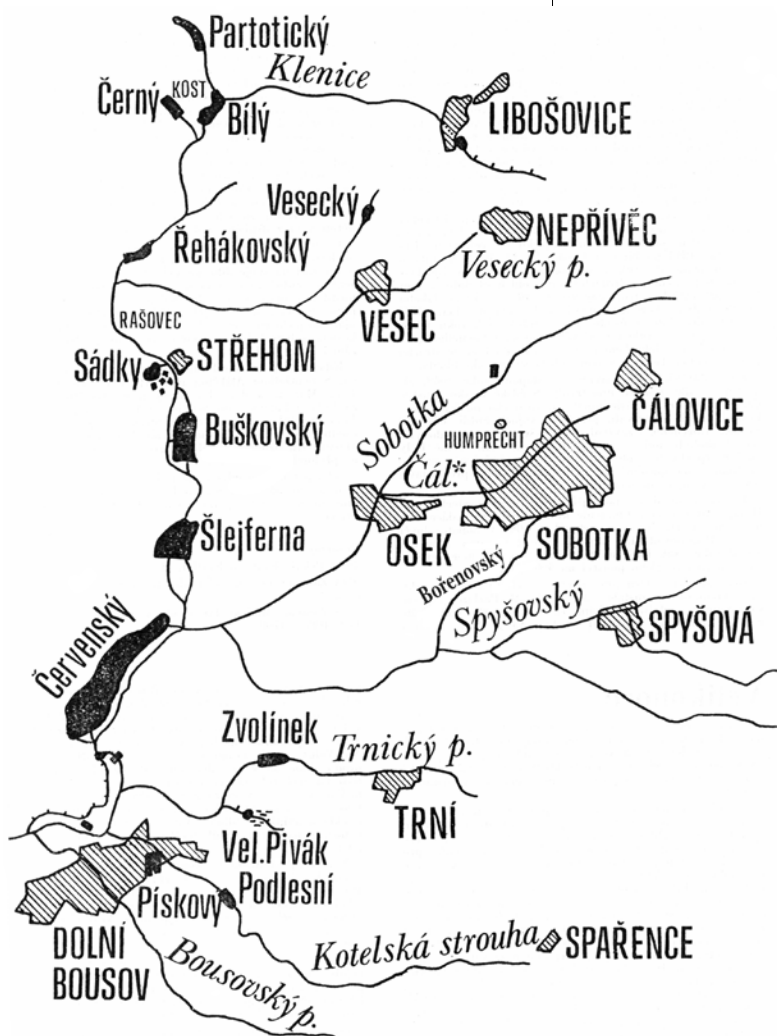 Partotický
Klenice
KOST
Černý
Bílý
LIBOŠOVICE
Vesecký
NEPŘÍVĚC
Řehákovský
Vesecký p.
VESEC
RAŠOVEC
STŘEHOM
Sádky
ČÁLOVICE
Buškovský
Sobotka
HUMPRECHT
Čál.*
Šlejferna
OSEK
SOBOTKA
Bořenovský
Spyšovský
SPYŠOVÁ
Červenský
Zvolínek
Trnický p.
TRNÍ
Vel.Pivák
Podlesní
Pískový
DOLNÍ
BOUSOV
Kotelská strouha
SPAŘENCE
Bousovský p.